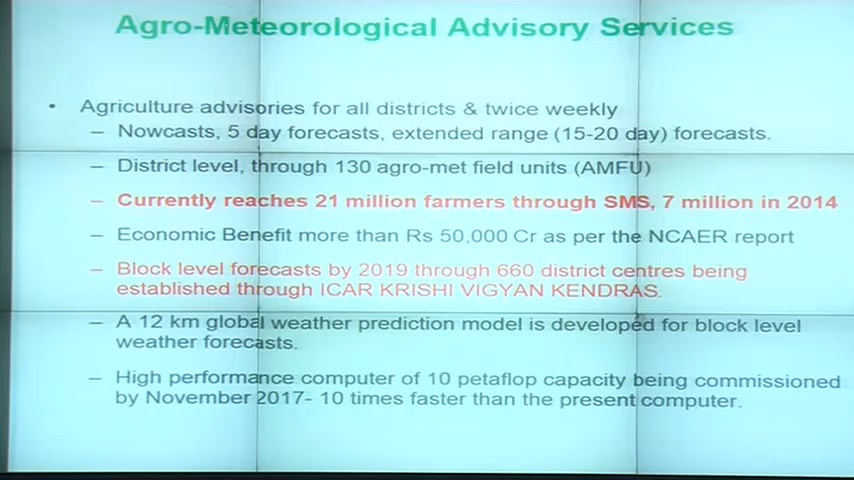 Agro-Meteorological Advisory Services
• Agriculture advisories for all districts & twice weekly
– Nowcasts, 5 day forecasts, extended range (15-20 day) forecasts.
– District level, through 130 agro-met field units (AMFU)
– Currently reaches 21 million farmers through SMS, 7 million in 2014
– Economic Benefit more than Rs 50,000 Cr as per the NCAER report
– Block level forecasts by 2019 through 660 district centres being
established through ICAR KRISHI VIGYAN KENDRAS.
– A 12 km global weather prediction model is developed for block level
weather forecasts.
– High performance computer of 10 petaflop capacity being commissioned
by November 2017- 10 times faster than the present computer.